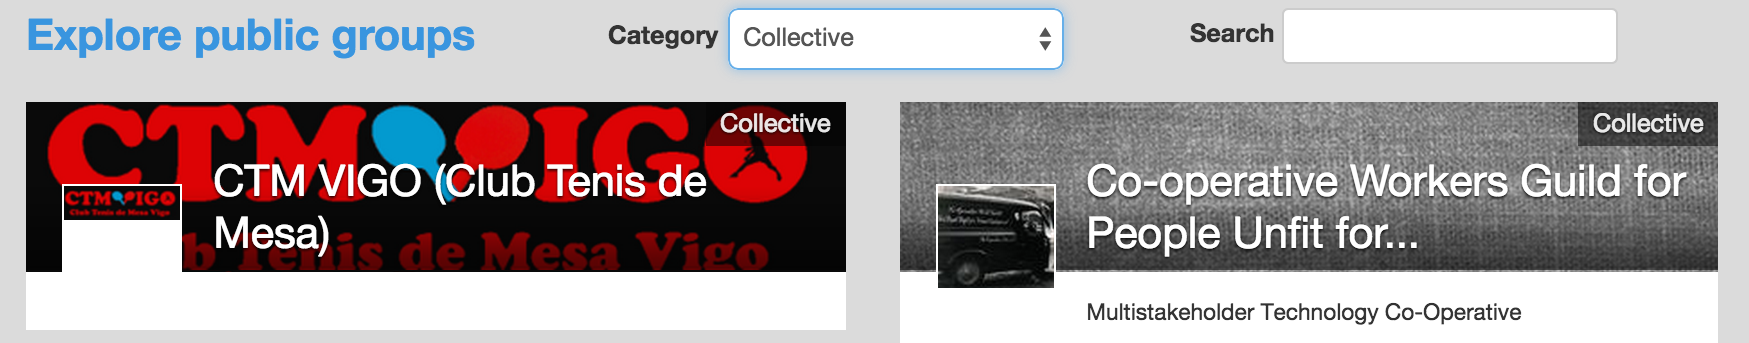 Explore public groups
Category
Collective
Search
CTM VIGO
Collective
CTM VIGO (Club Tenis de
Mesa)
CTM VIGO
Club Tenis de Mesa Vigo
b Tenis de Mesa Vigo
Collective
Co-operative Workers Guild for
People Unfit for...
Multistakeholder Technology Co-Operative